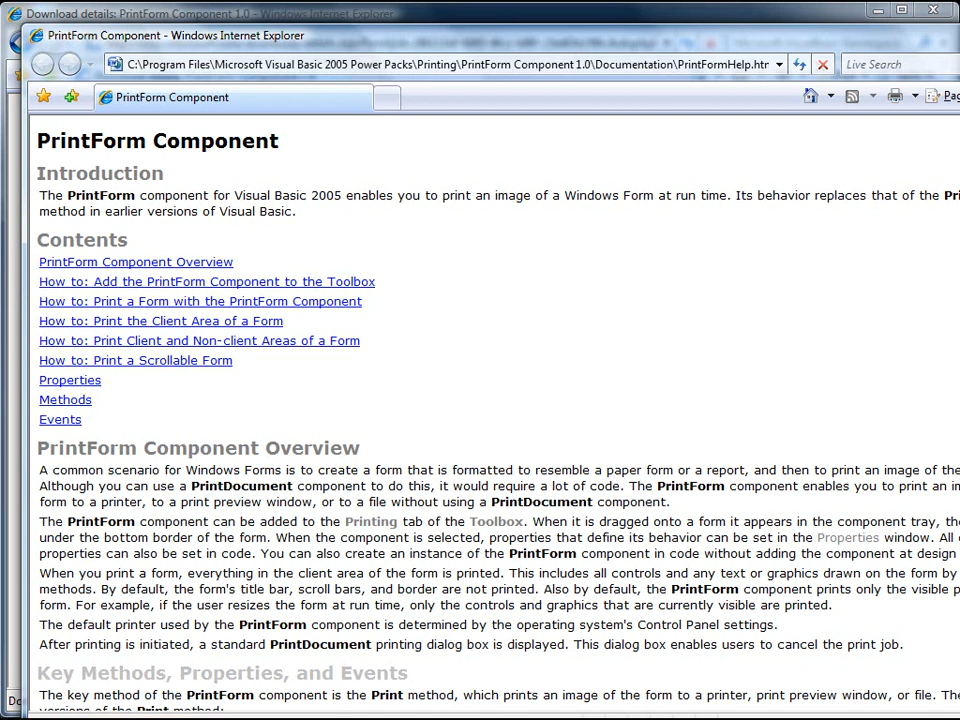 Download details: PrintForm Component 1.0 - Windows Internet Explorer
PrintForm Component - Windows Internet Explorer
C:\Program Files\Microsoft Visual Basic 2005 Power Packs\Printing\PrintForm Component 1.0\Documentation\PrintFormHelp.htr
Live Search
PrintForm Component
Pag
PrintForm Component
Introduction
The PrintForm component for Visual Basic 2005 enables you to print an image of a Windows Form at run time. Its behavior replaces that of the Pri
method in earlier versions of Visual Basic.
Contents
PrintForm Component Overview
How to: Add the PrintForm Component to the Toolbox
How to: Print a Form with the PrintForm Component
How to: Print the Client Area of a Form
How to: Print Client and Non-client Areas of a Form
How to: Print a Scrollable Form
Properties
Methods
Events
PrintForm Component Overview
A common scenario for Windows Forms is to create a form that is formatted to resemble a paper form or a report, and then to print an image of the
Although you can use a PrintDocument component to do this, it would require a lot of code. The PrintForm component enables you to print an im
form to a printer, to a print preview window, or to a file without using a PrintDocument component.
The PrintForm component can be added to the Printing tab of the Toolbox. When it is dragged onto a form it appears in the component tray, the
under the bottom border of the form. When the component is selected, properties that define its behavior can be set in the Properties window. All o
properties can also be set in code. You can also create an instance of the PrintForm component in code without adding the component at design
When you print a form, everything in the client area of the form is printed. This includes all controls and any text or graphics drawn on the form by
methods. By default, the form's title bar, scroll bars, and border are not printed. Also by default, the PrintForm component prints only the visible p
form. For example, if the user resizes the form at run time, only the controls and graphics that are currently visible are printed.
The default printer used by the PrintForm component is determined by the operating system's Control Panel settings.
After printing is initiated, a standard PrintDocument printing dialog box is displayed. This dialog box enables users to cancel the print job.
Key Methods, Properties, and Events
The key method of the PrintForm component is the Print method, which prints an image of the form to a printer, print preview window, or file. The
Do
versions of the Print method: